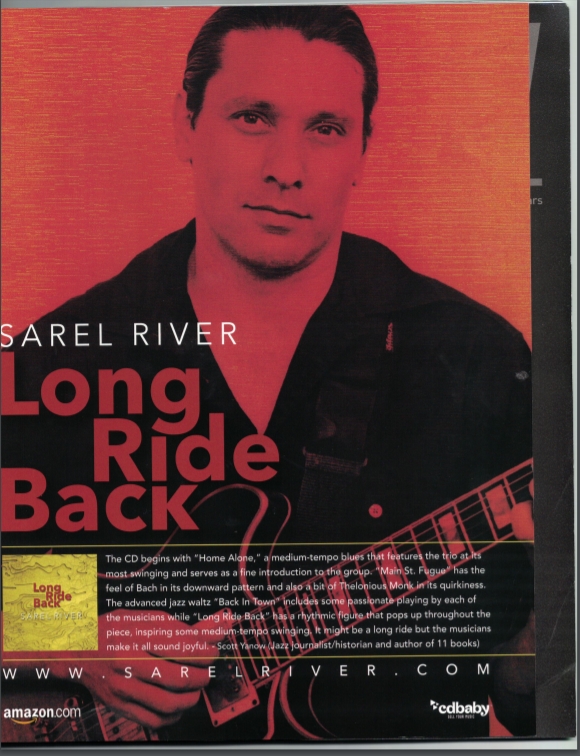 SAREL RIVER
Long
Ride
Back
The CD begins with "Home Alone," a medium-tempo blues that features the trio at its
most swinging and serves as a fine introduction to the group. "Main St. Fugue" has the
feel of Bach in its downward pattern and also a bit of Thelonious Monk in its quirkiness.
The advanced jazz waltz "Back In Town" includes some passionate playing by each of
the musicians while "Long Ride Back" has a rhythmic figure that pops up throughout the
piece, inspiring some medium-tempo swinging. It might be a long ride but the musicians
make it all sound joyful. - Scott Yanow (Jazz journalist/historian and author of 11 books)
Long
Ride
Back
SAREL RIVER
WWW.SARELRIVER.COM
amazon.com
cdbaby
SELL YOUR MUSIC